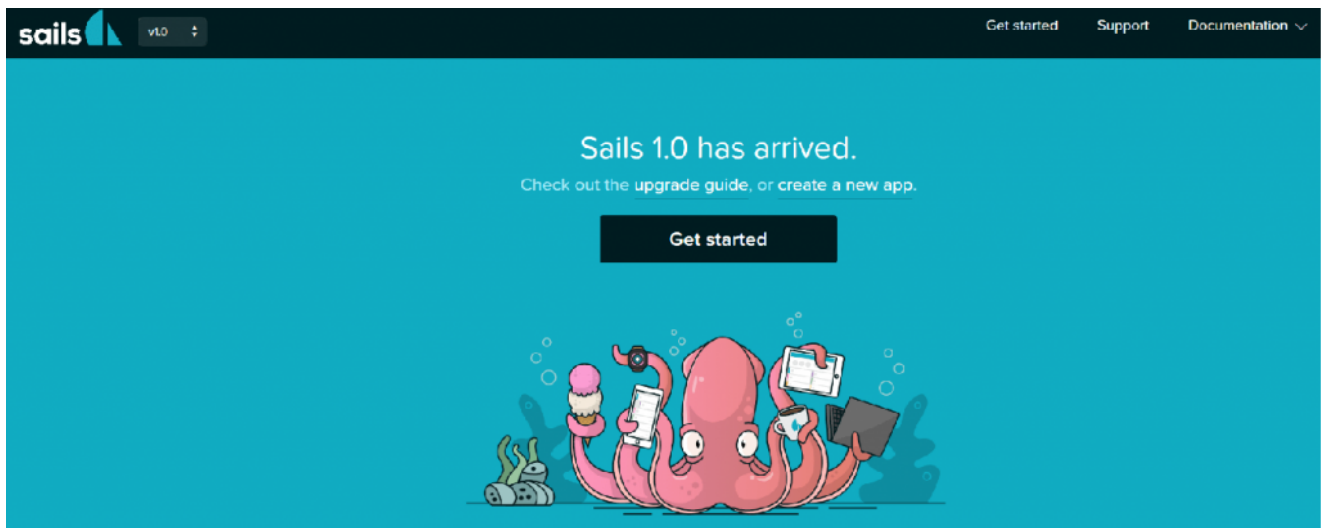 sails
v1.0
Get started
Support
Documentation
Sails 1.0 has arrived.
Check out the upgrade guide, or create a new app.
Get started